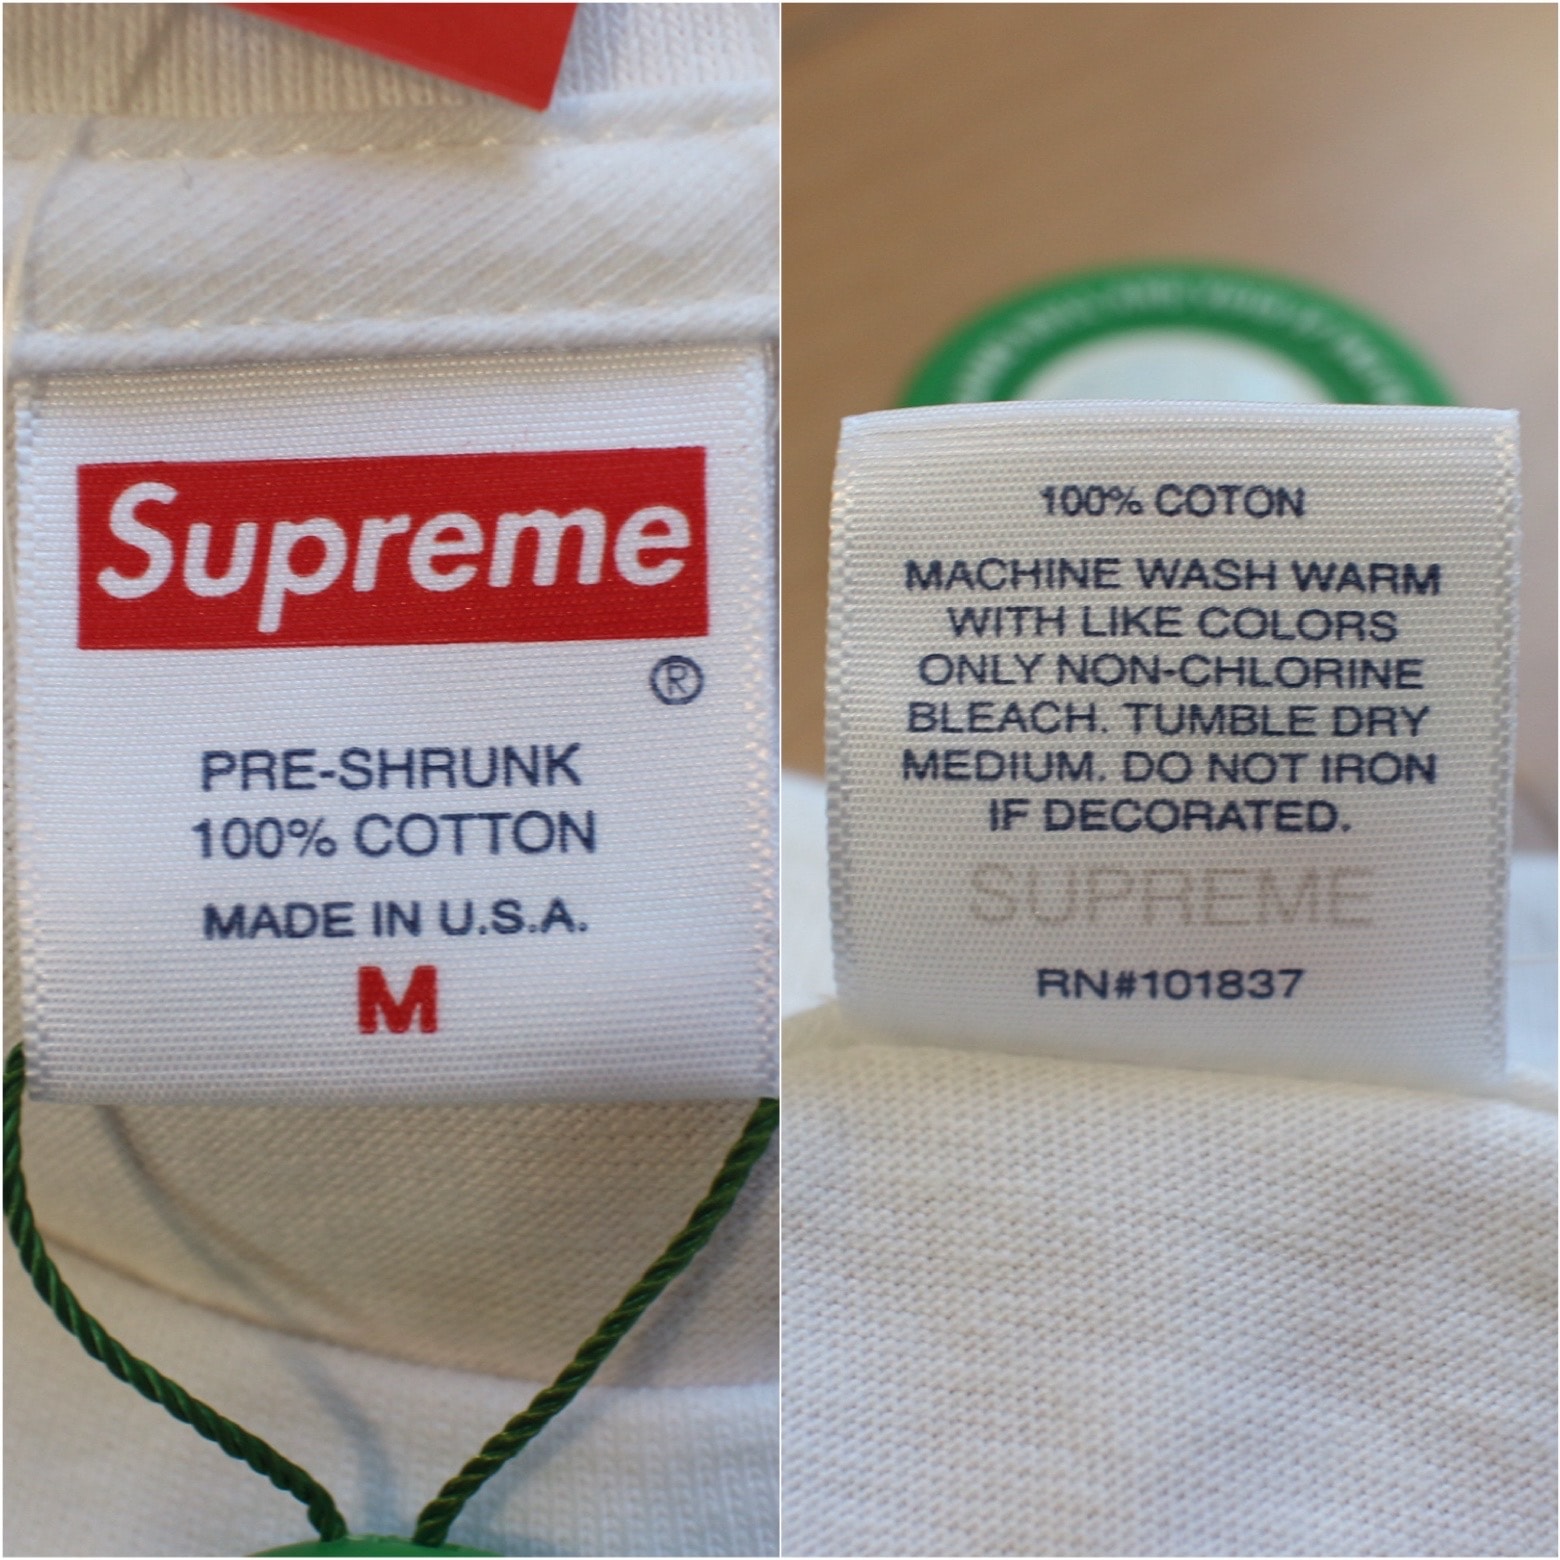 Supreme
®
PRE-SHRUNK
100% COTTON
MADE IN U.S.A.
M
100% COTON
MACHINE WASH WARM
WITH LIKE COLORS
ONLY NON-CHLORINE
BLEACH. TUMBLE DRY
MEDIUM. DO NOT IRON
IF DECORATED.
SUPREME
RN#101837